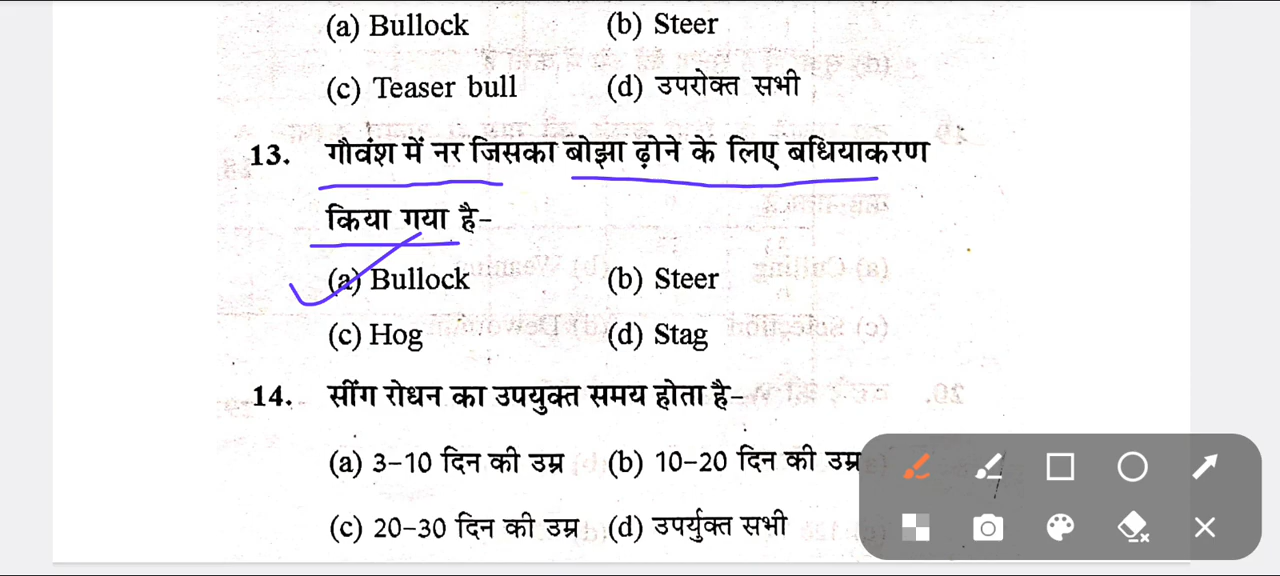 (a) Bullock (b) Steer
(c) Teaser bull (d) उपरोक्त सभी
13. गौवंश में नर जिसका बोझा ढ़ोने के लिए बधियाकरण
किया गया है-
(a) Bullock (b) Steer
(c) Hog (d) Stag
14. सींग रोधन का उपयुक्त समय होता है-
(a) 3-10 दिन की उम्र (b) 10-20 दिन की उम्र
(c) 20-30 दिन की उम्र (d) उपर्युक्त सभी